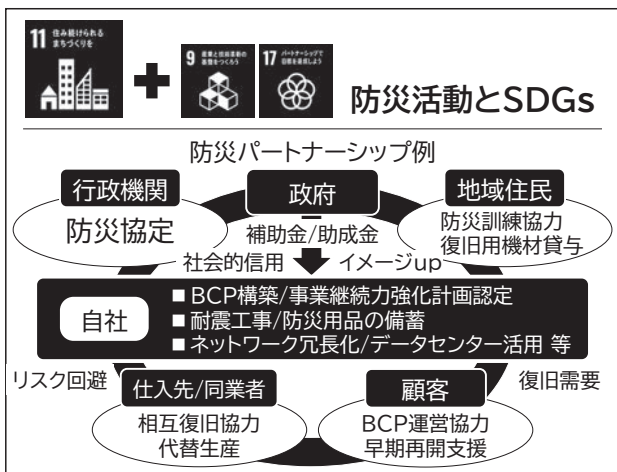 11 住み続けられる
まちづくりを
9 産業と技術革新の
基盤をつくろう
17 パートナーシップで
目標を達成しよう
防災活動とSDGs
防災パートナーシップ例
行政機関
防災協定
政府
補助金/助成金
地域住民
防災訓練協力
復旧用機材貸与
社会的信用
イメージup
自社
■ BCP構築/事業継続力強化計画認定
■ 耐震工事/防災用品の備蓄
■ ネットワーク冗長化/データセンター活用 等
リスク回避
仕入先/同業者
相互復旧協力
代替生産
顧客
BCP運営協力
早期再開支援
復旧需要